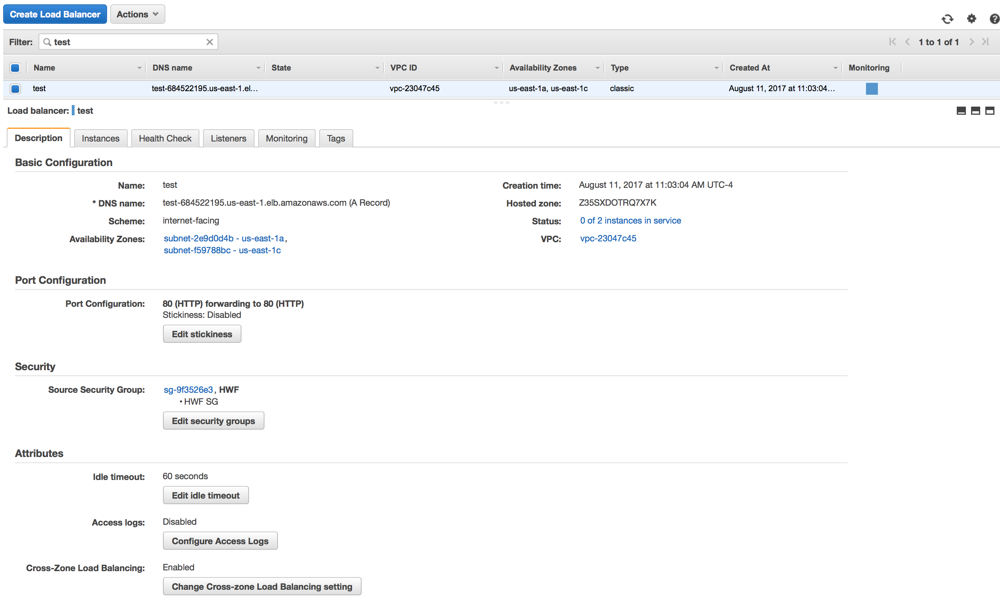 Create Load Balancer Actions
Filter: test 1 to 1 of 1
Name DNS name State VPC ID Availability Zones Type Created At Monitoring
test test-684522195.us-east-1.el... vpc-23047c45 us-east-1a, us-east-1c classic August 11, 2017 at 11:03:04...
Load balancer: test
Description Instances Health Check Listeners Monitoring Tags
Basic Configuration
Name: test Creation time: August 11, 2017 at 11:03:04 AM UTC-4
* DNS name: test-684522195.us-east-1.elb.amazonaws.com (A Record) Hosted zone: Z35SXDOTRQ7X7K
Scheme: internet-facing Status: 0 of 2 instances in service
Availability Zones: subnet-2e9d0d4b - us-east-1a, VPC: vpc-23047c45
subnet-f59788bc - us-east-1c
Port Configuration
Port Configuration: 80 (HTTP) forwarding to 80 (HTTP)
Stickiness: Disabled
Edit stickiness
Security
Source Security Group: sg-9f3526e3, HWF
• HWF SG
Edit security groups
Attributes
Idle timeout: 60 seconds
Edit idle timeout
Access logs: Disabled
Configure Access Logs
Cross-Zone Load Balancing: Enabled
Change Cross-zone Load Balancing setting